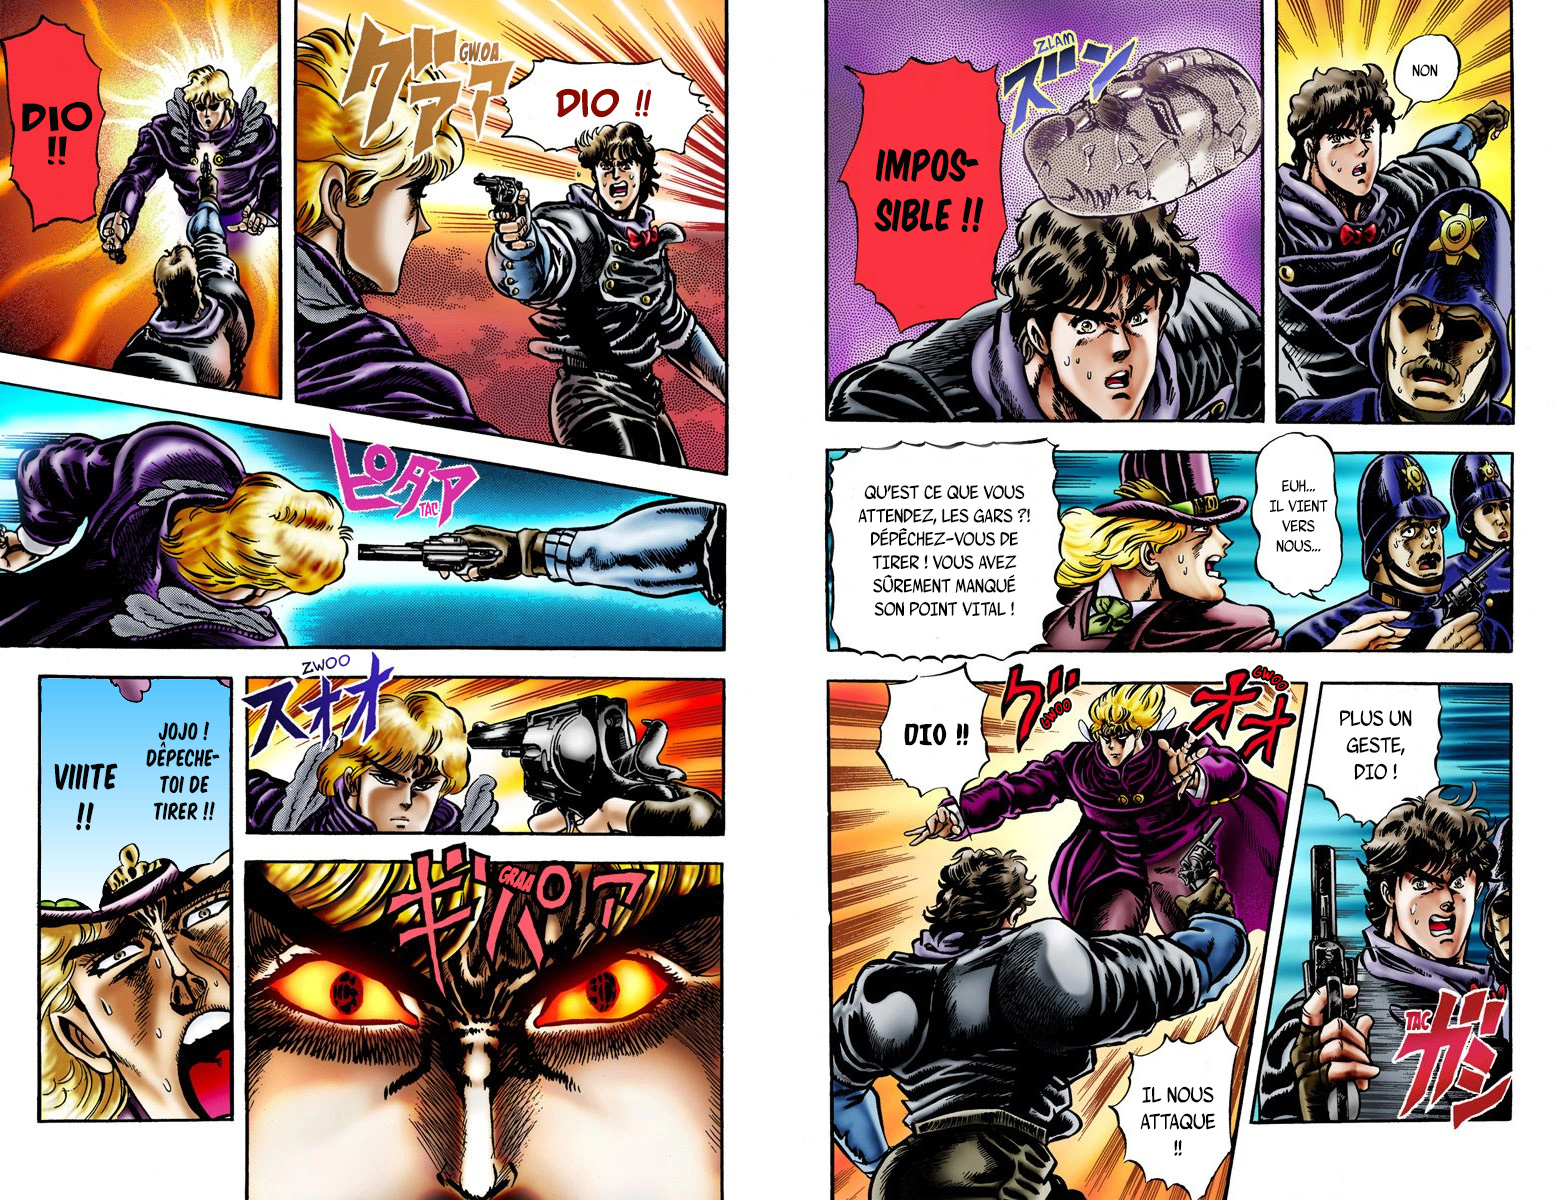 NON
ZLAM
ズン
IMPOS-
SIBLE !!
EUH...
IL VIENT
VERS
NOUS...
QU'EST CE QUE VOUS
ATTENDEZ, LES GARS ?!
DÉPÊCHEZ-VOUS DE
TIRER ! VOUS AVEZ
SÛREMENT MANQUÉ
SON POINT VITAL !
PLUS UN
GESTE,
DIO !
TAC
ガシン
GWOO
オオ
GWOO
グ
DIO !!
IL NOUS
ATTAQUE
!!
GWOA
グアァ
DIO !!
DIO
!!
ピタァ
TAC
ZWOO
スオオ
GRAA
ギパァ
JOJO !
DÊPECHE-
TOI DE
TIRER !!
VIIITE
!!